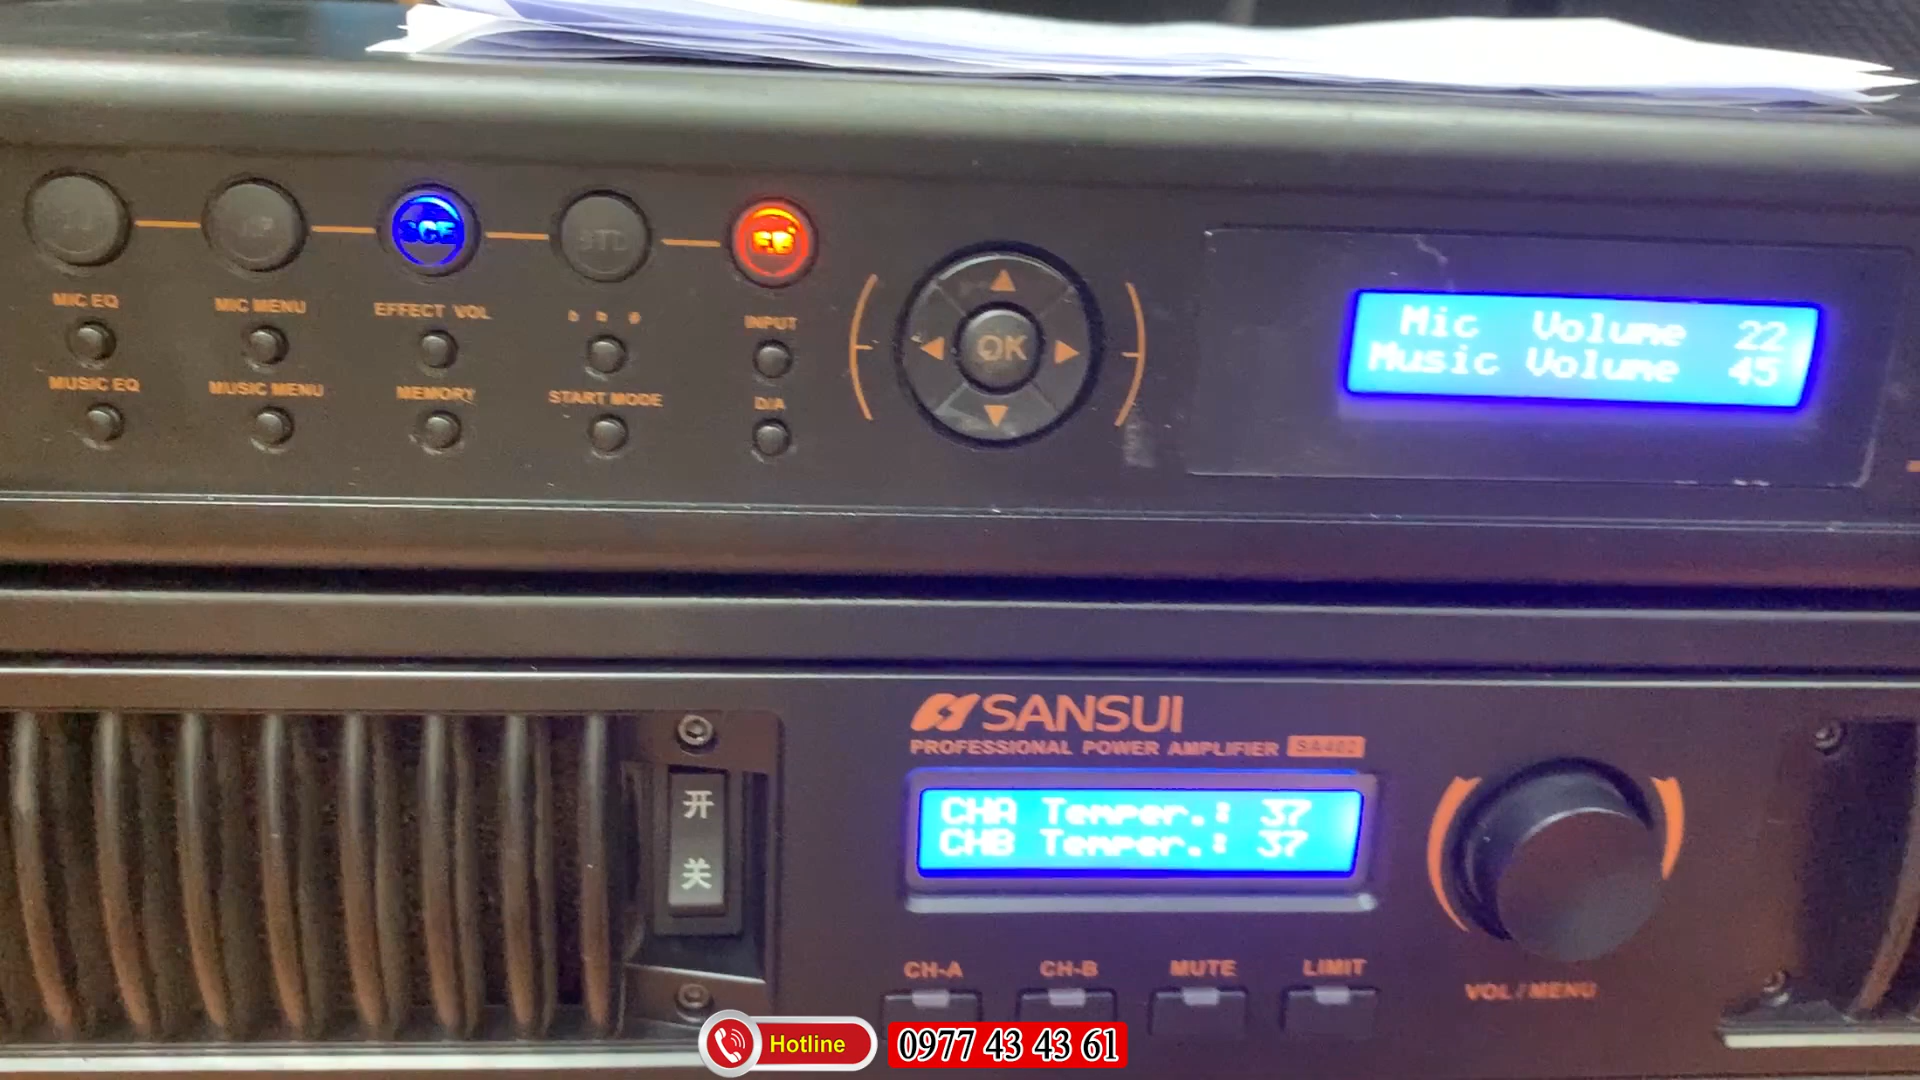 MIC EQ
MIC MENU
EFFECT VOL
INPUT
MUSIC EQ
MUSIC MENU
MEMORY
START MODE
D/A
OK
Mic Volume 22
Music Volume 45
SANSUI
PROFESSIONAL POWER AMPLIFIER SA402
开
关
CHA Temper.: 37
CHB Temper.: 37
CH-A
CH-B
MUTE
LIMIT
VOL / MENU
Hotline
0977 43 43 61